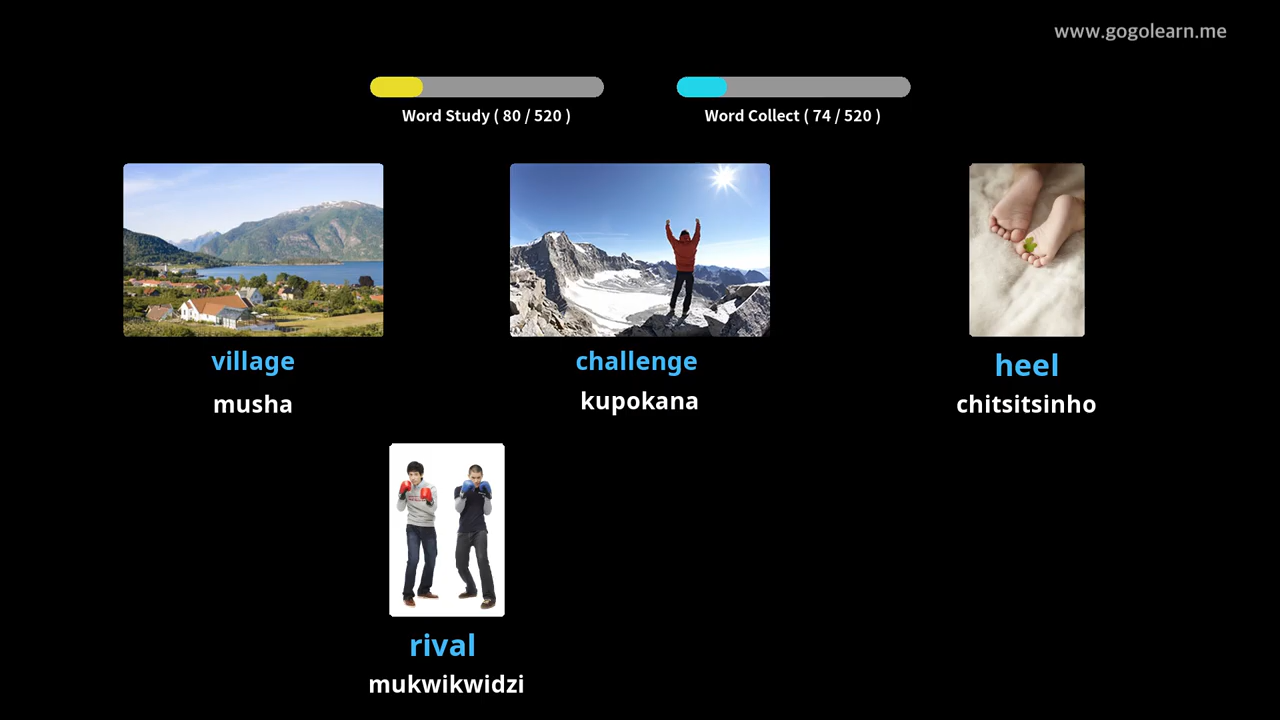 www.gogolearn.me
Word Study ( 80 / 520 )
Word Collect ( 74 / 520 )
village
musha
challenge
kupokana
heel
chitsitsinho
rival
mukwikwidzi